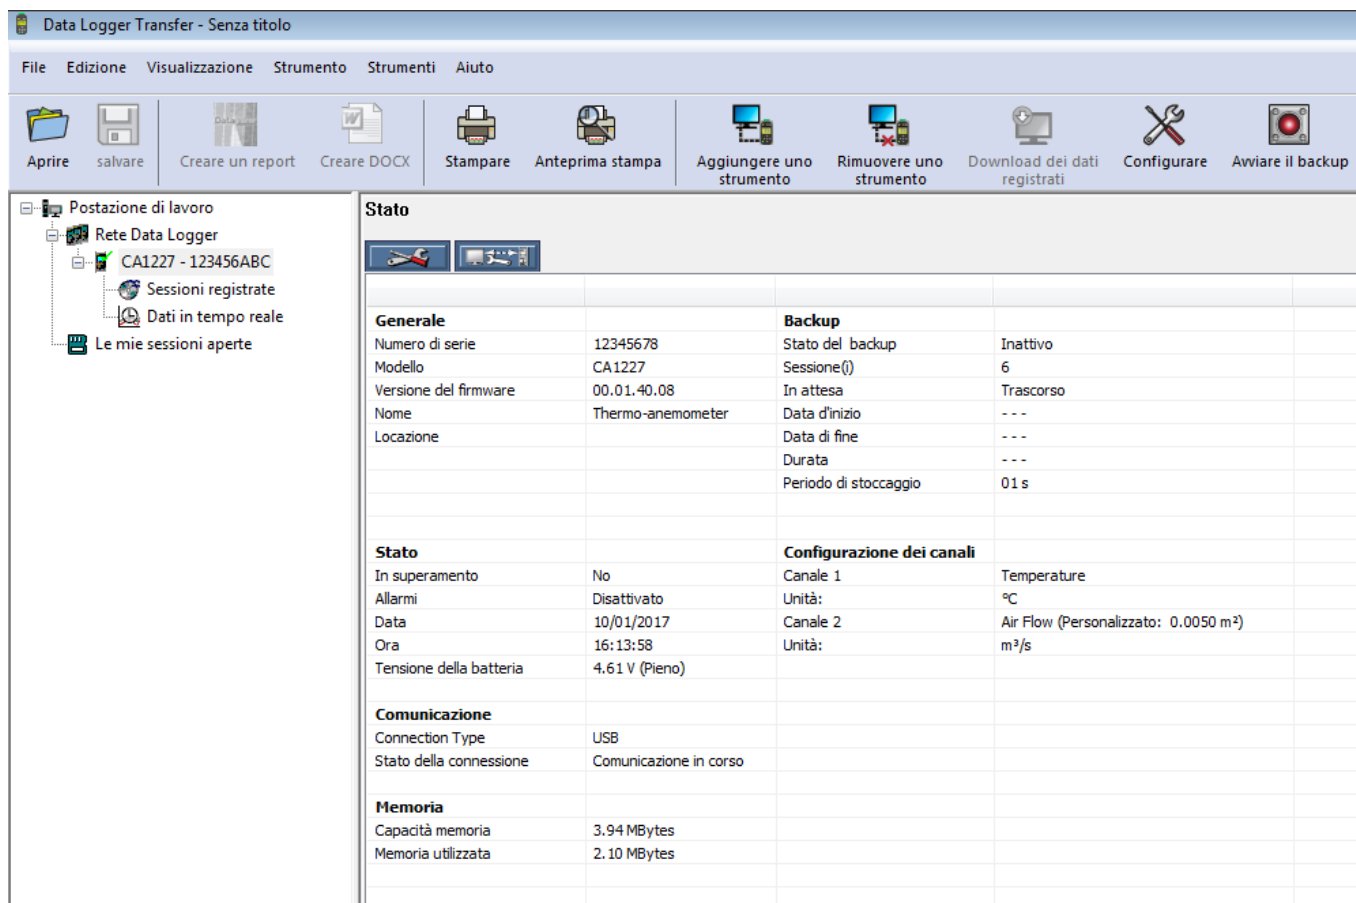 Data Logger Transfer - Senza titolo
File Edizione Visualizzazione Strumento Strumenti Aiuto
Aprire salvare Creare un report Creare DOCX Stampare Anteprima stampa Aggiungere uno strumento Rimuovere uno strumento Download dei dati registrati Configurare Avviare il backup
Postazione di lavoro
Rete Data Logger
CA1227 - 123456ABC
Sessioni registrate
Dati in tempo reale
Le mie sessioni aperte
Stato
Generale Backup
Numero di serie 12345678 Stato del backup Inattivo
Modello CA1227 Sessione(i) 6
Versione del firmware 00.01.40.08 In attesa Trascorso
Nome Thermo-anemometer Data d'inizio - - -
Locazione Data di fine - - -
Durata - - -
Periodo di stoccaggio 01 s
Stato Configurazione dei canali
In superamento No Canale 1 Temperature
Allarmi Disattivato Unità: °C
Data 10/01/2017 Canale 2 Air Flow (Personalizzato: 0.0050 m²)
Ora 16:13:58 Unità: m³/s
Tensione della batteria 4.61 V (Pieno)
Comunicazione
Connection Type USB
Stato della connessione Comunicazione in corso
Memoria
Capacità memoria 3.94 MBytes
Memoria utilizzata 2.10 MBytes